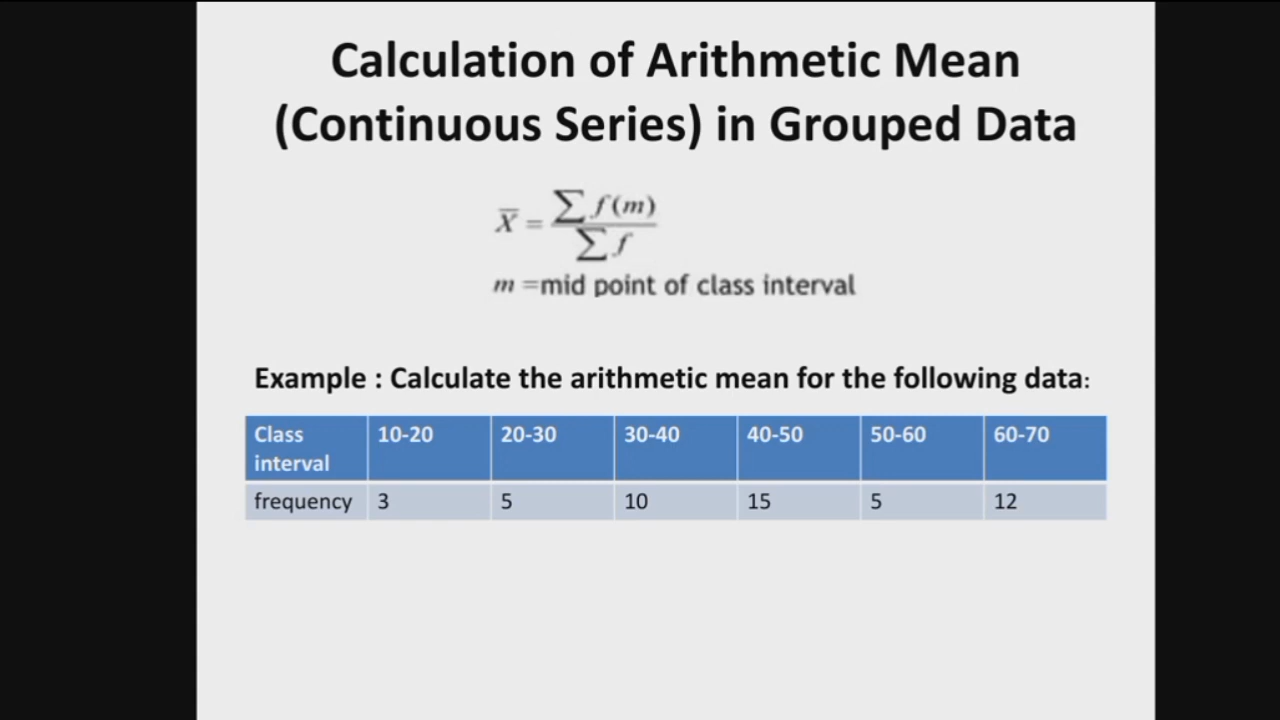 Calculation of Arithmetic Mean
(Continuous Series) in Grouped Data
X̅ = ∑ f(m) / ∑ f
m =mid point of class interval
Example : Calculate the arithmetic mean for the following data:
Class interval 10-20 20-30 30-40 40-50 50-60 60-70
frequency 3 5 10 15 5 12